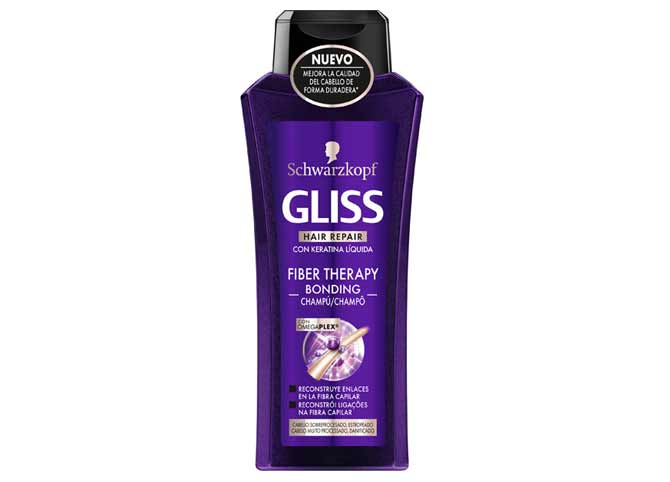 NUEVO
MEJORA LA CALIDAD
DEL CABELLO DE
FORMA DURADERA*
Schwarzkopf
GLISS
HAIR REPAIR
CON KERATINA LÍQUIDA
FIBER THERAPY
BONDING
CHAMPÚ/CHAMPÔ
CON
OMEGAPLEX®
RECONSTRUYE ENLACES
EN LA FIBRA CAPILAR
RECONSTRÓI LIGAÇÕES
NA FIBRA CAPILAR
CABELLO SOBREPROCESADO, ESTROPEADO
CABELO MUITO PROCESSADO, DANIFICADO